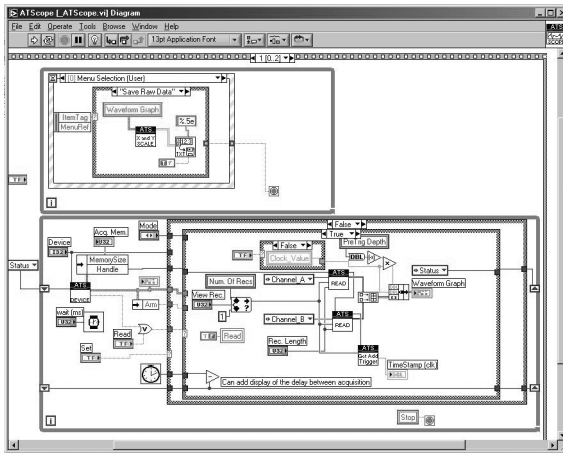 ATScope [_ATScope.vi] Diagram
File Edit Operate Tools Browse Window Help
13pt Application Font
1 [0..2]
[0] Menu Selection (User)
"Save Raw Data"
Waveform Graph
ItemTag
MenuRef
%.5e
ATS
X and Y
SCALE
TXT
T F
TF
i
False
True
Mode
Acq. Mem.
U32
Device
I32
MemorySize
Handle
Status
ATS
DEVICE
Arm
wait (ms)
U32
Read
TF
Set
TF
False
Clock_Value
TF
PreTrig Depth
DBL
Num. Of Recs
View Rec.
U32
1
Channel_A
ATS
READ
Channel_B
ATS
READ
Status
Waveform Graph
Read
Rec. Length
U32
ATS
Get Add
Trigger
TimeStamp (clk)
Can add display of the delay between acquisition
Stop
i